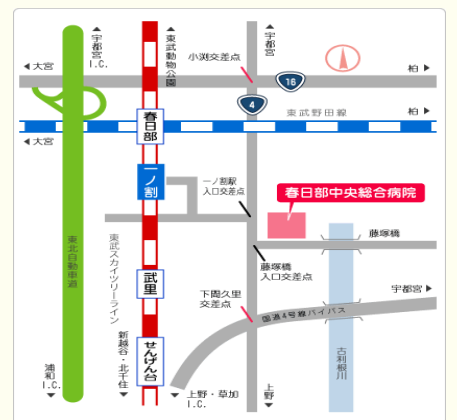 ▲宇都宮I.C.
▲東武動物公園
▲宇都宮
小渕交差点
◀大宮
柏▶
16
4
東武野田線
柏▶
春日部
◀大宮
一ノ割
一ノ割駅
入口交差点
春日部中央総合病院
東北自動車道
東武スカイツリーライン
藤塚橋
武里
藤塚橋
入口交差点
下間久里
交差点
宇都宮▶
国道4号線バイパス
新越谷・北千住▼
せんげん台
古利根川
浦和I.C.▼
上野・草加I.C.▼
上野▼